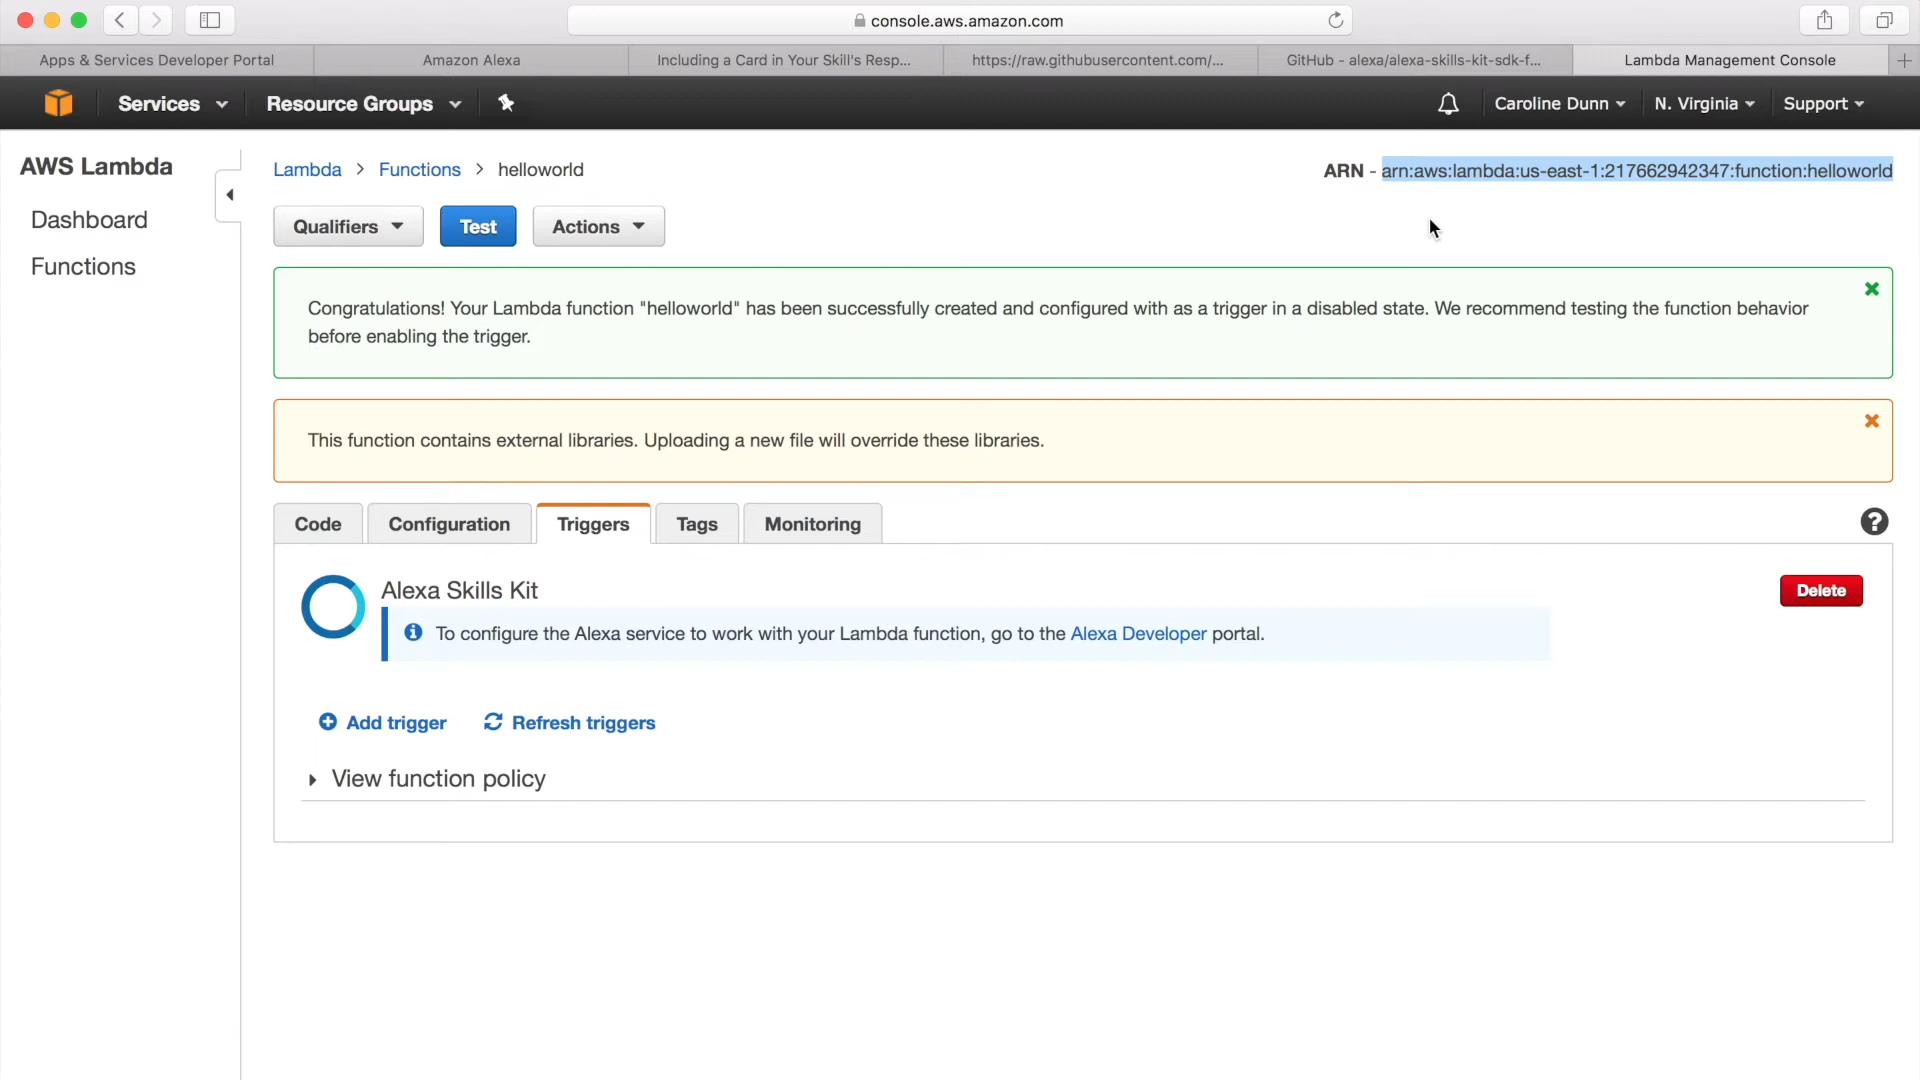 console.aws.amazon.com
Apps & Services Developer Portal
Amazon Alexa
Including a Card in Your Skill's Resp...
https://raw.githubusercontent.com/...
GitHub - alexa/alexa-skills-kit-sdk-f...
Lambda Management Console
Services
Resource Groups
Caroline Dunn
N. Virginia
Support
AWS Lambda
Dashboard
Functions
Lambda > Functions > helloworld
ARN - arn:aws:lambda:us-east-1:217662942347:function:helloworld
Qualifiers
Test
Actions
Congratulations! Your Lambda function "helloworld" has been successfully created and configured with as a trigger in a disabled state. We recommend testing the function behavior
before enabling the trigger.
This function contains external libraries. Uploading a new file will override these libraries.
Code
Configuration
Triggers
Tags
Monitoring
Alexa Skills Kit
Delete
To configure the Alexa service to work with your Lambda function, go to the Alexa Developer portal.
Add trigger
Refresh triggers
View function policy